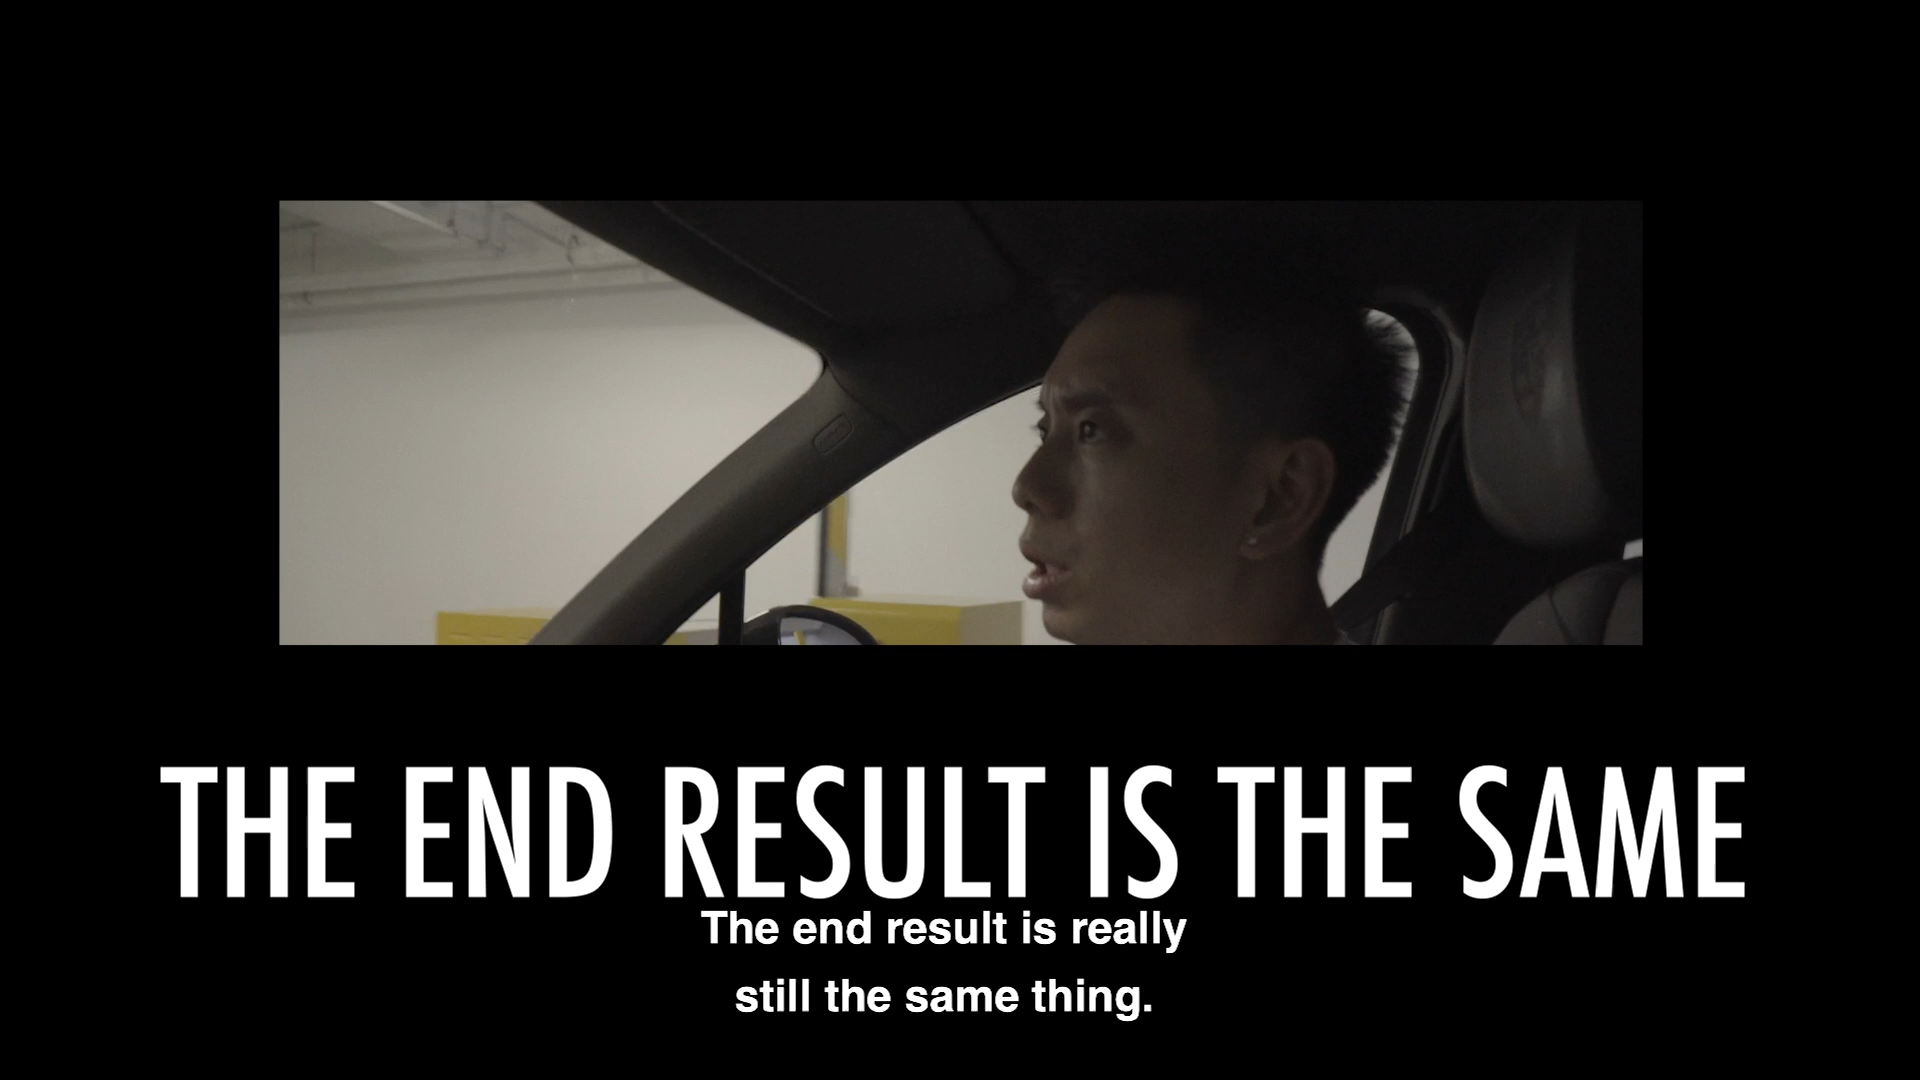 THE END RESULT IS THE SAME
The end result is really
still the same thing.